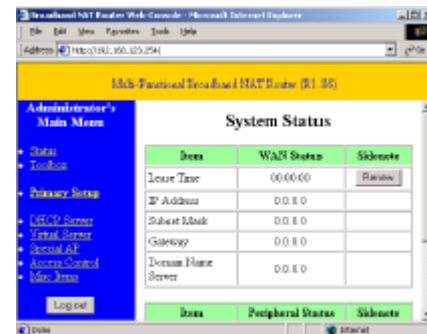 Broadband NAT Router Web-Console - Microsoft Internet Explorer
File Edit View Favorites Tools Help
Address http://192.168.123.254/
Multi-Functional Broadband NAT Router (R1.86)
Administrator's
Main Menu
Status
Toolbox
Primary Setup
DHCP Server
Virtual Server
Special AP
Access Control
Misc Items
Log out
System Status
Item WAN Status Sidenote
Lease Time 00:00:00 Renew
IP Address 0.0.0.0
Subnet Mask 0.0.0.0
Gateway 0.0.0.0
Domain Name
Server 0.0.0.0
Item Peripheral Status Sidenote
Done Internet